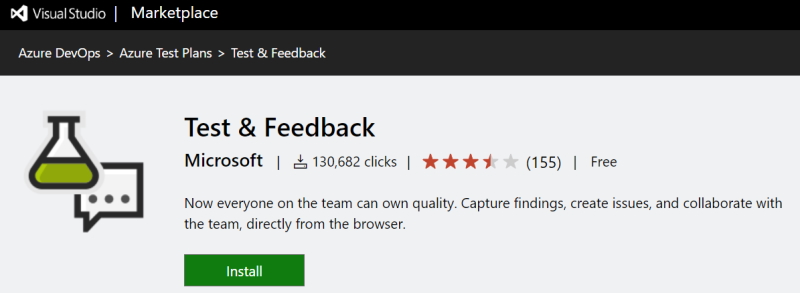 Visual Studio | Marketplace
Azure DevOps > Azure Test Plans > Test & Feedback
Test & Feedback
Microsoft | 130,682 clicks | (155) | Free
Now everyone on the team can own quality. Capture findings, create issues, and collaborate with
the team, directly from the browser.
Install